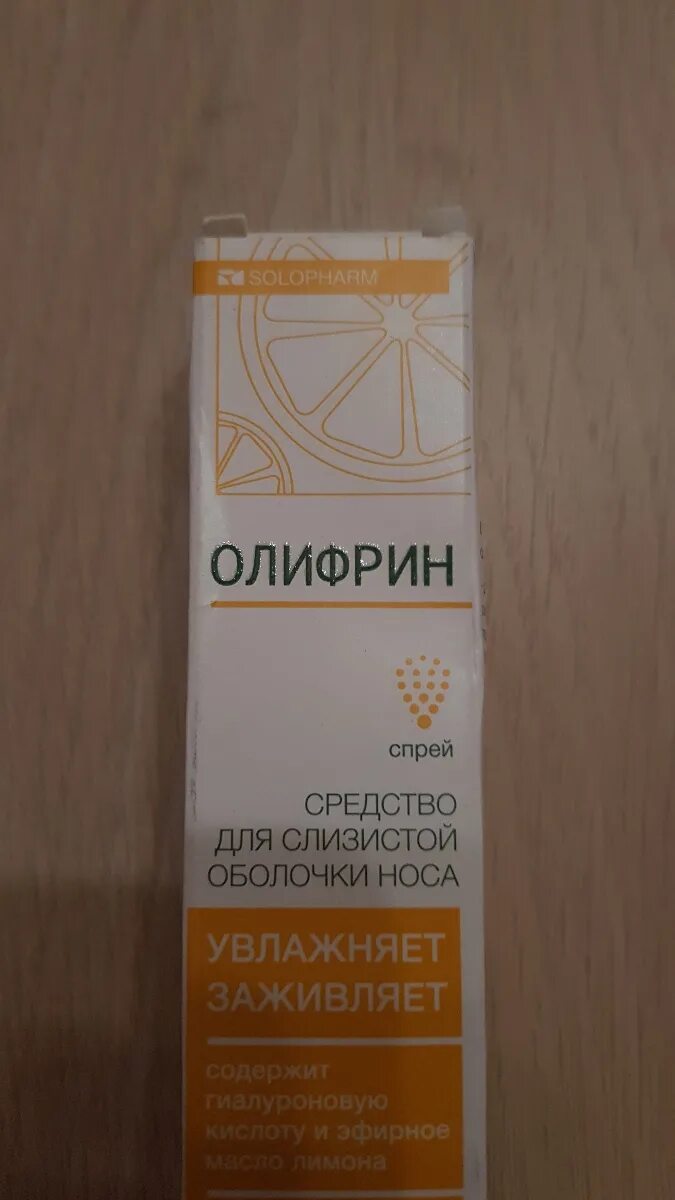 SOLOPHARM
ОЛИФРИН
спрей
СРЕДСТВО
ДЛЯ СЛИЗИСТОЙ
ОБОЛОЧКИ НОСА
УВЛАЖНЯЕТ
ЗАЖИВЛЯЕТ
содержит
гиалуроновую
кислоту и эфирное
масло лимона